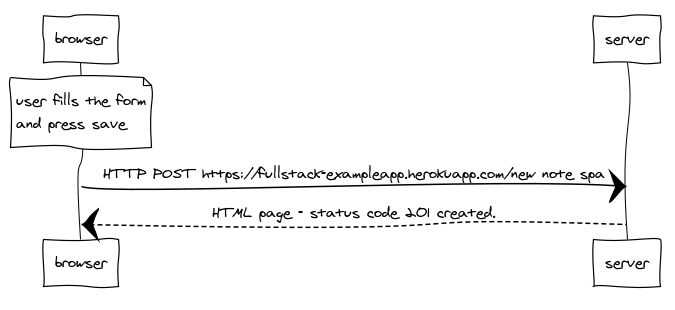 browser
server
user fills the form
and press save
HTTP POST https://fullstack-exampleapp.herokuapp.com/new note spa
HTML page - status code 201 created.
browser
server